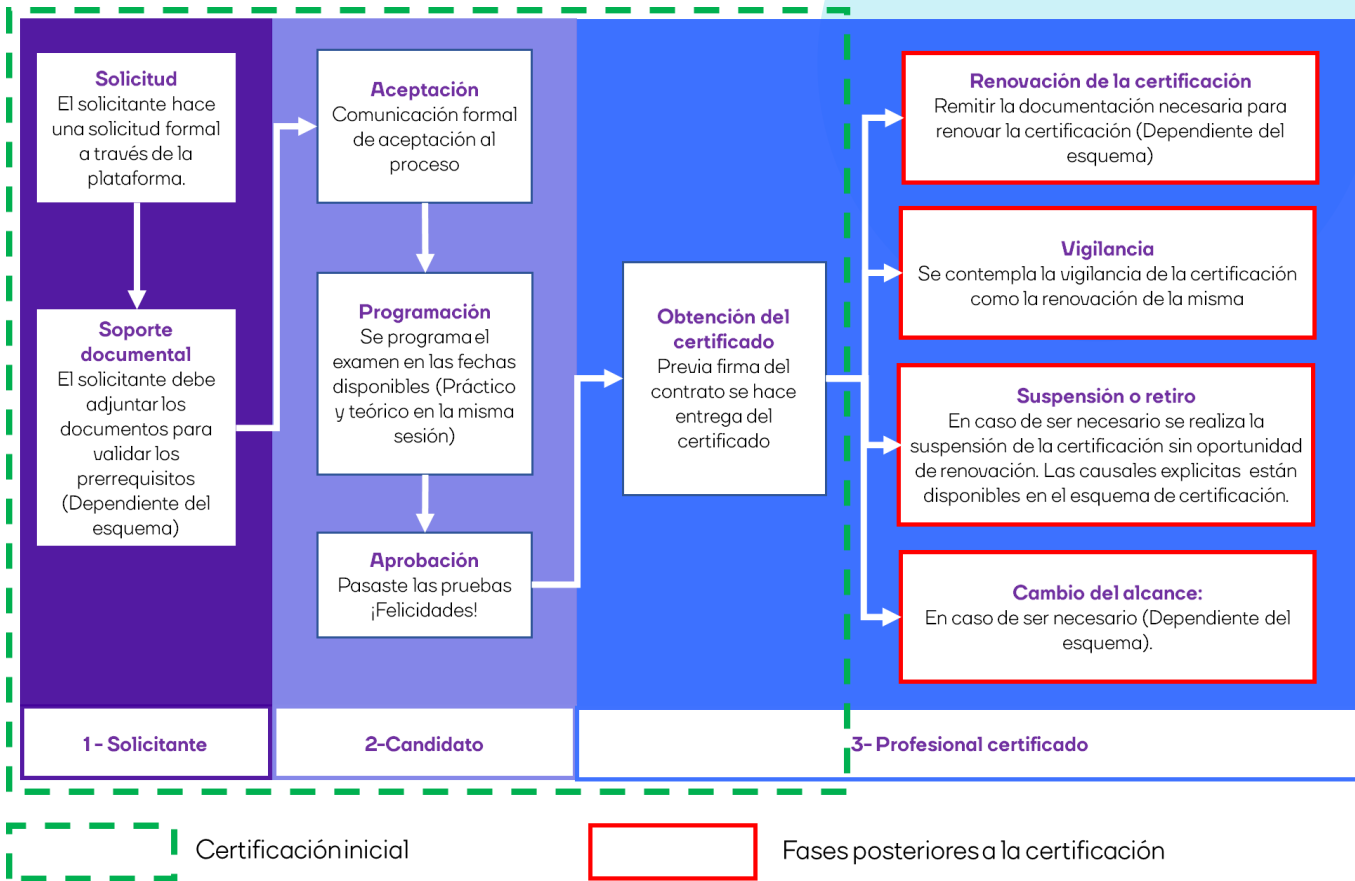 Solicitud
El solicitante hace
una solicitud formal
a través de la
plataforma.
Soporte
documental
El solicitante debe
adjuntar los
documentos para
validar los
prerrequisitos
(Dependiente del
esquema)
Aceptación
Comunicación formal
de aceptación al
proceso
Programación
Se programa el
examen en las fechas
disponibles (Práctico
y teórico en la misma
sesión)
Aprobación
Pasaste las pruebas
¡Felicidades!
Obtención del
certificado
Previa firma del
contrato se hace
entrega del
certificado
Renovación de la certificación
Remitir la documentación necesaria para
renovar la certificación (Dependiente del
esquema)
Vigilancia
Se contempla la vigilancia de la certificación
como la renovación de la misma
Suspensión o retiro
En caso de ser necesario se realiza la
suspensión de la certificación sin oportunidad
de renovación. Las causales explicitas están
disponibles en el esquema de certificación.
Cambio del alcance:
En caso de ser necesario (Dependiente del
esquema).
1 - Solicitante
2-Candidato
3- Profesional certificado
Certificación inicial
Fases posteriores a la certificación